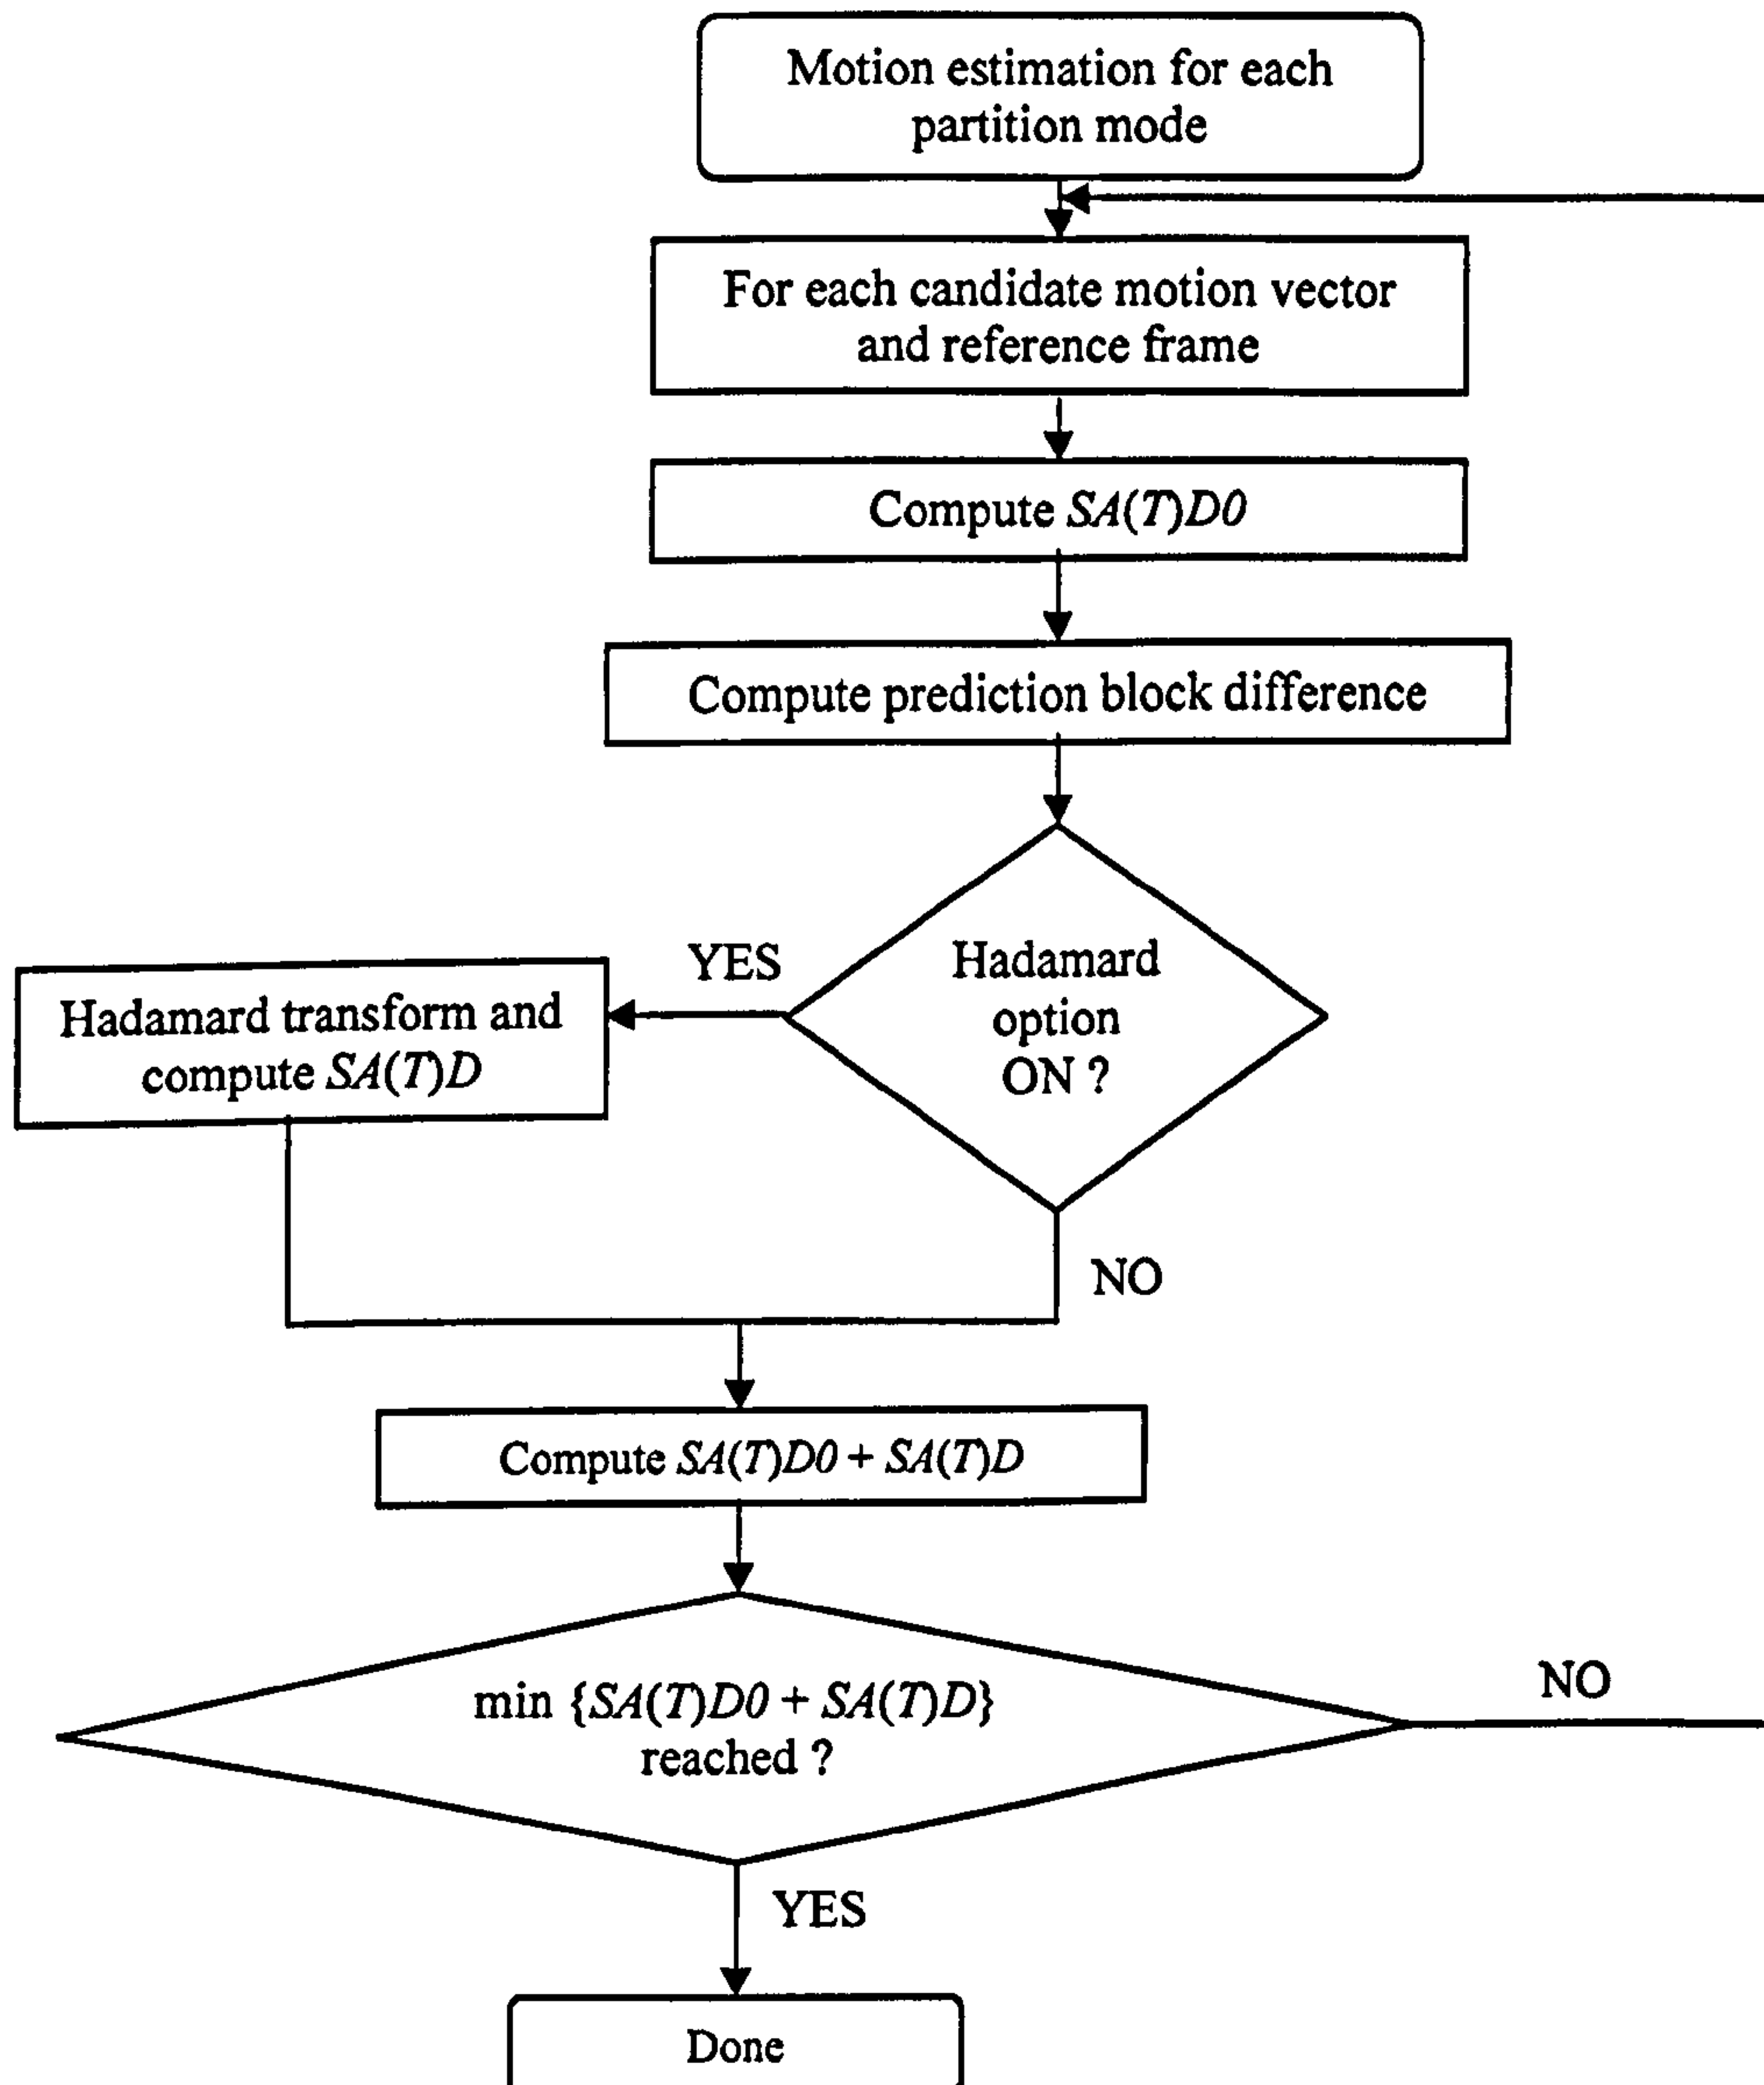 Motion estimation for each
partition mode
For each candidate motion vector
and reference frame
Compute SA(T)D0
Compute prediction block difference
YES
Hadamard
option
ON ?
Hadamard transform and
compute SA(T)D
NO
Compute SA(T)D0 + SA(T)D
min {SA(T)D0 + SA(T)D}
reached ?
NO
YES
Done